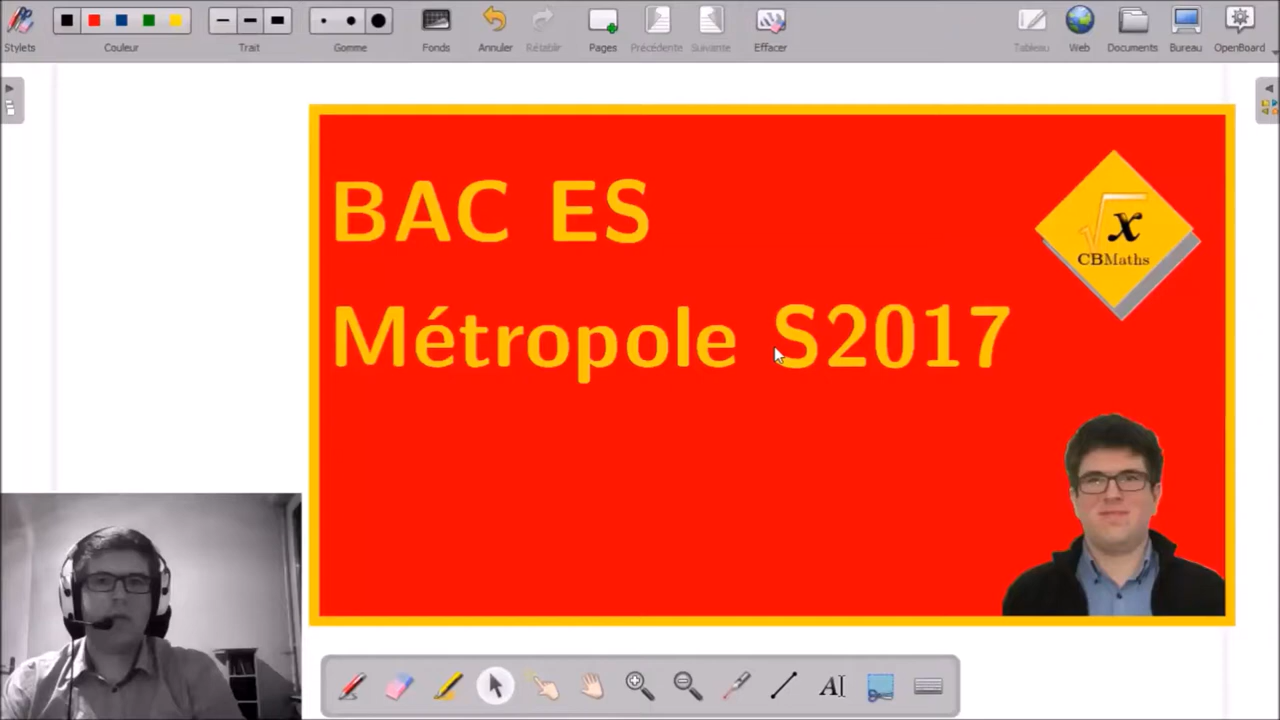 Stylets
Couleur
Trait
Gomme
Fonds
Annuler
Rétablir
Pages
Précédente
Suivante
Effacer
Tableau
Web
Documents
Bureau
OpenBoard
BAC ES
Métropole S2017
√x
CBMaths
AI